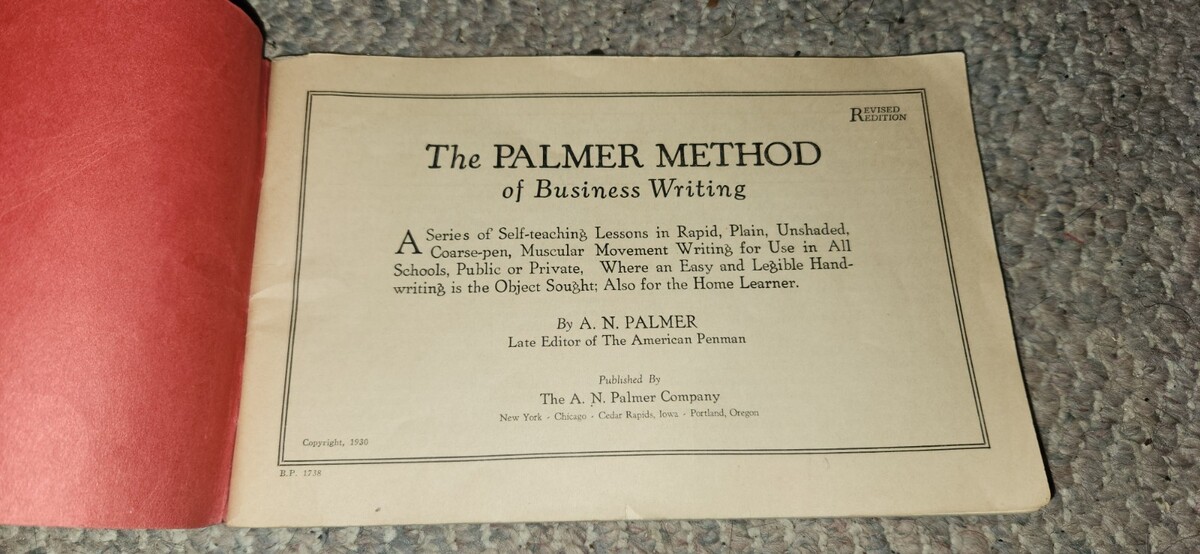 REVISED
EDITION
The PALMER METHOD
of Business Writing
A Series of Self-teaching Lessons in Rapid, Plain, Unshaded,
Coarse-pen, Muscular Movement Writing for Use in All
Schools, Public or Private, Where an Easy and Legible Hand-
writing is the Object Sought; Also for the Home Learner.
By A. N. PALMER
Late Editor of The American Penman
Published By
The A. N. Palmer Company
New York - Chicago - Cedar Rapids, Iowa - Portland, Oregon
Copyright, 1930
R.P. 1738